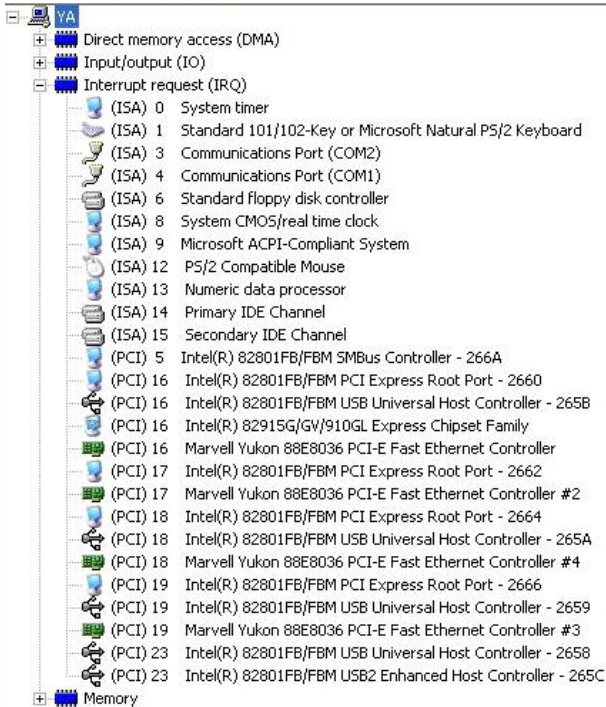 YA
Direct memory access (DMA)
Input/output (IO)
Interrupt request (IRQ)
(ISA) 0 System timer
(ISA) 1 Standard 101/102-Key or Microsoft Natural PS/2 Keyboard
(ISA) 3 Communications Port (COM2)
(ISA) 4 Communications Port (COM1)
(ISA) 6 Standard floppy disk controller
(ISA) 8 System CMOS/real time clock
(ISA) 9 Microsoft ACPI-Compliant System
(ISA) 12 PS/2 Compatible Mouse
(ISA) 13 Numeric data processor
(ISA) 14 Primary IDE Channel
(ISA) 15 Secondary IDE Channel
(PCI) 5 Intel(R) 82801FB/FBM SMBus Controller - 266A
(PCI) 16 Intel(R) 82801FB/FBM PCI Express Root Port - 2660
(PCI) 16 Intel(R) 82801FB/FBM USB Universal Host Controller - 265B
(PCI) 16 Intel(R) 82915G/GV/910GL Express Chipset Family
(PCI) 16 Marvell Yukon 88E8036 PCI-E Fast Ethernet Controller
(PCI) 17 Intel(R) 82801FB/FBM PCI Express Root Port - 2662
(PCI) 17 Marvell Yukon 88E8036 PCI-E Fast Ethernet Controller #2
(PCI) 18 Intel(R) 82801FB/FBM PCI Express Root Port - 2664
(PCI) 18 Intel(R) 82801FB/FBM USB Universal Host Controller - 265A
(PCI) 18 Marvell Yukon 88E8036 PCI-E Fast Ethernet Controller #4
(PCI) 19 Intel(R) 82801FB/FBM PCI Express Root Port - 2666
(PCI) 19 Intel(R) 82801FB/FBM USB Universal Host Controller - 2659
(PCI) 19 Marvell Yukon 88E8036 PCI-E Fast Ethernet Controller #3
(PCI) 23 Intel(R) 82801FB/FBM USB Universal Host Controller - 2658
(PCI) 23 Intel(R) 82801FB/FBM USB2 Enhanced Host Controller - 265C
Memory